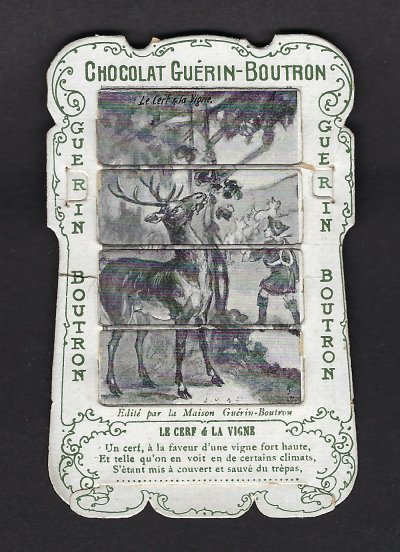 CHOCOLAT GUÉRIN-BOUTRON
GUERIN BOUTRON
GUERIN BOUTRON
Le Cerf & la Vigne.
Edité par la Maison Guérin-Boutron
LE CERF & LA VIGNE
Un cerf, à la faveur d'une vigne fort haute,
Et telle qu'on en voit en de certains climats,
S'étant mis à couvert et sauvé du trépas,